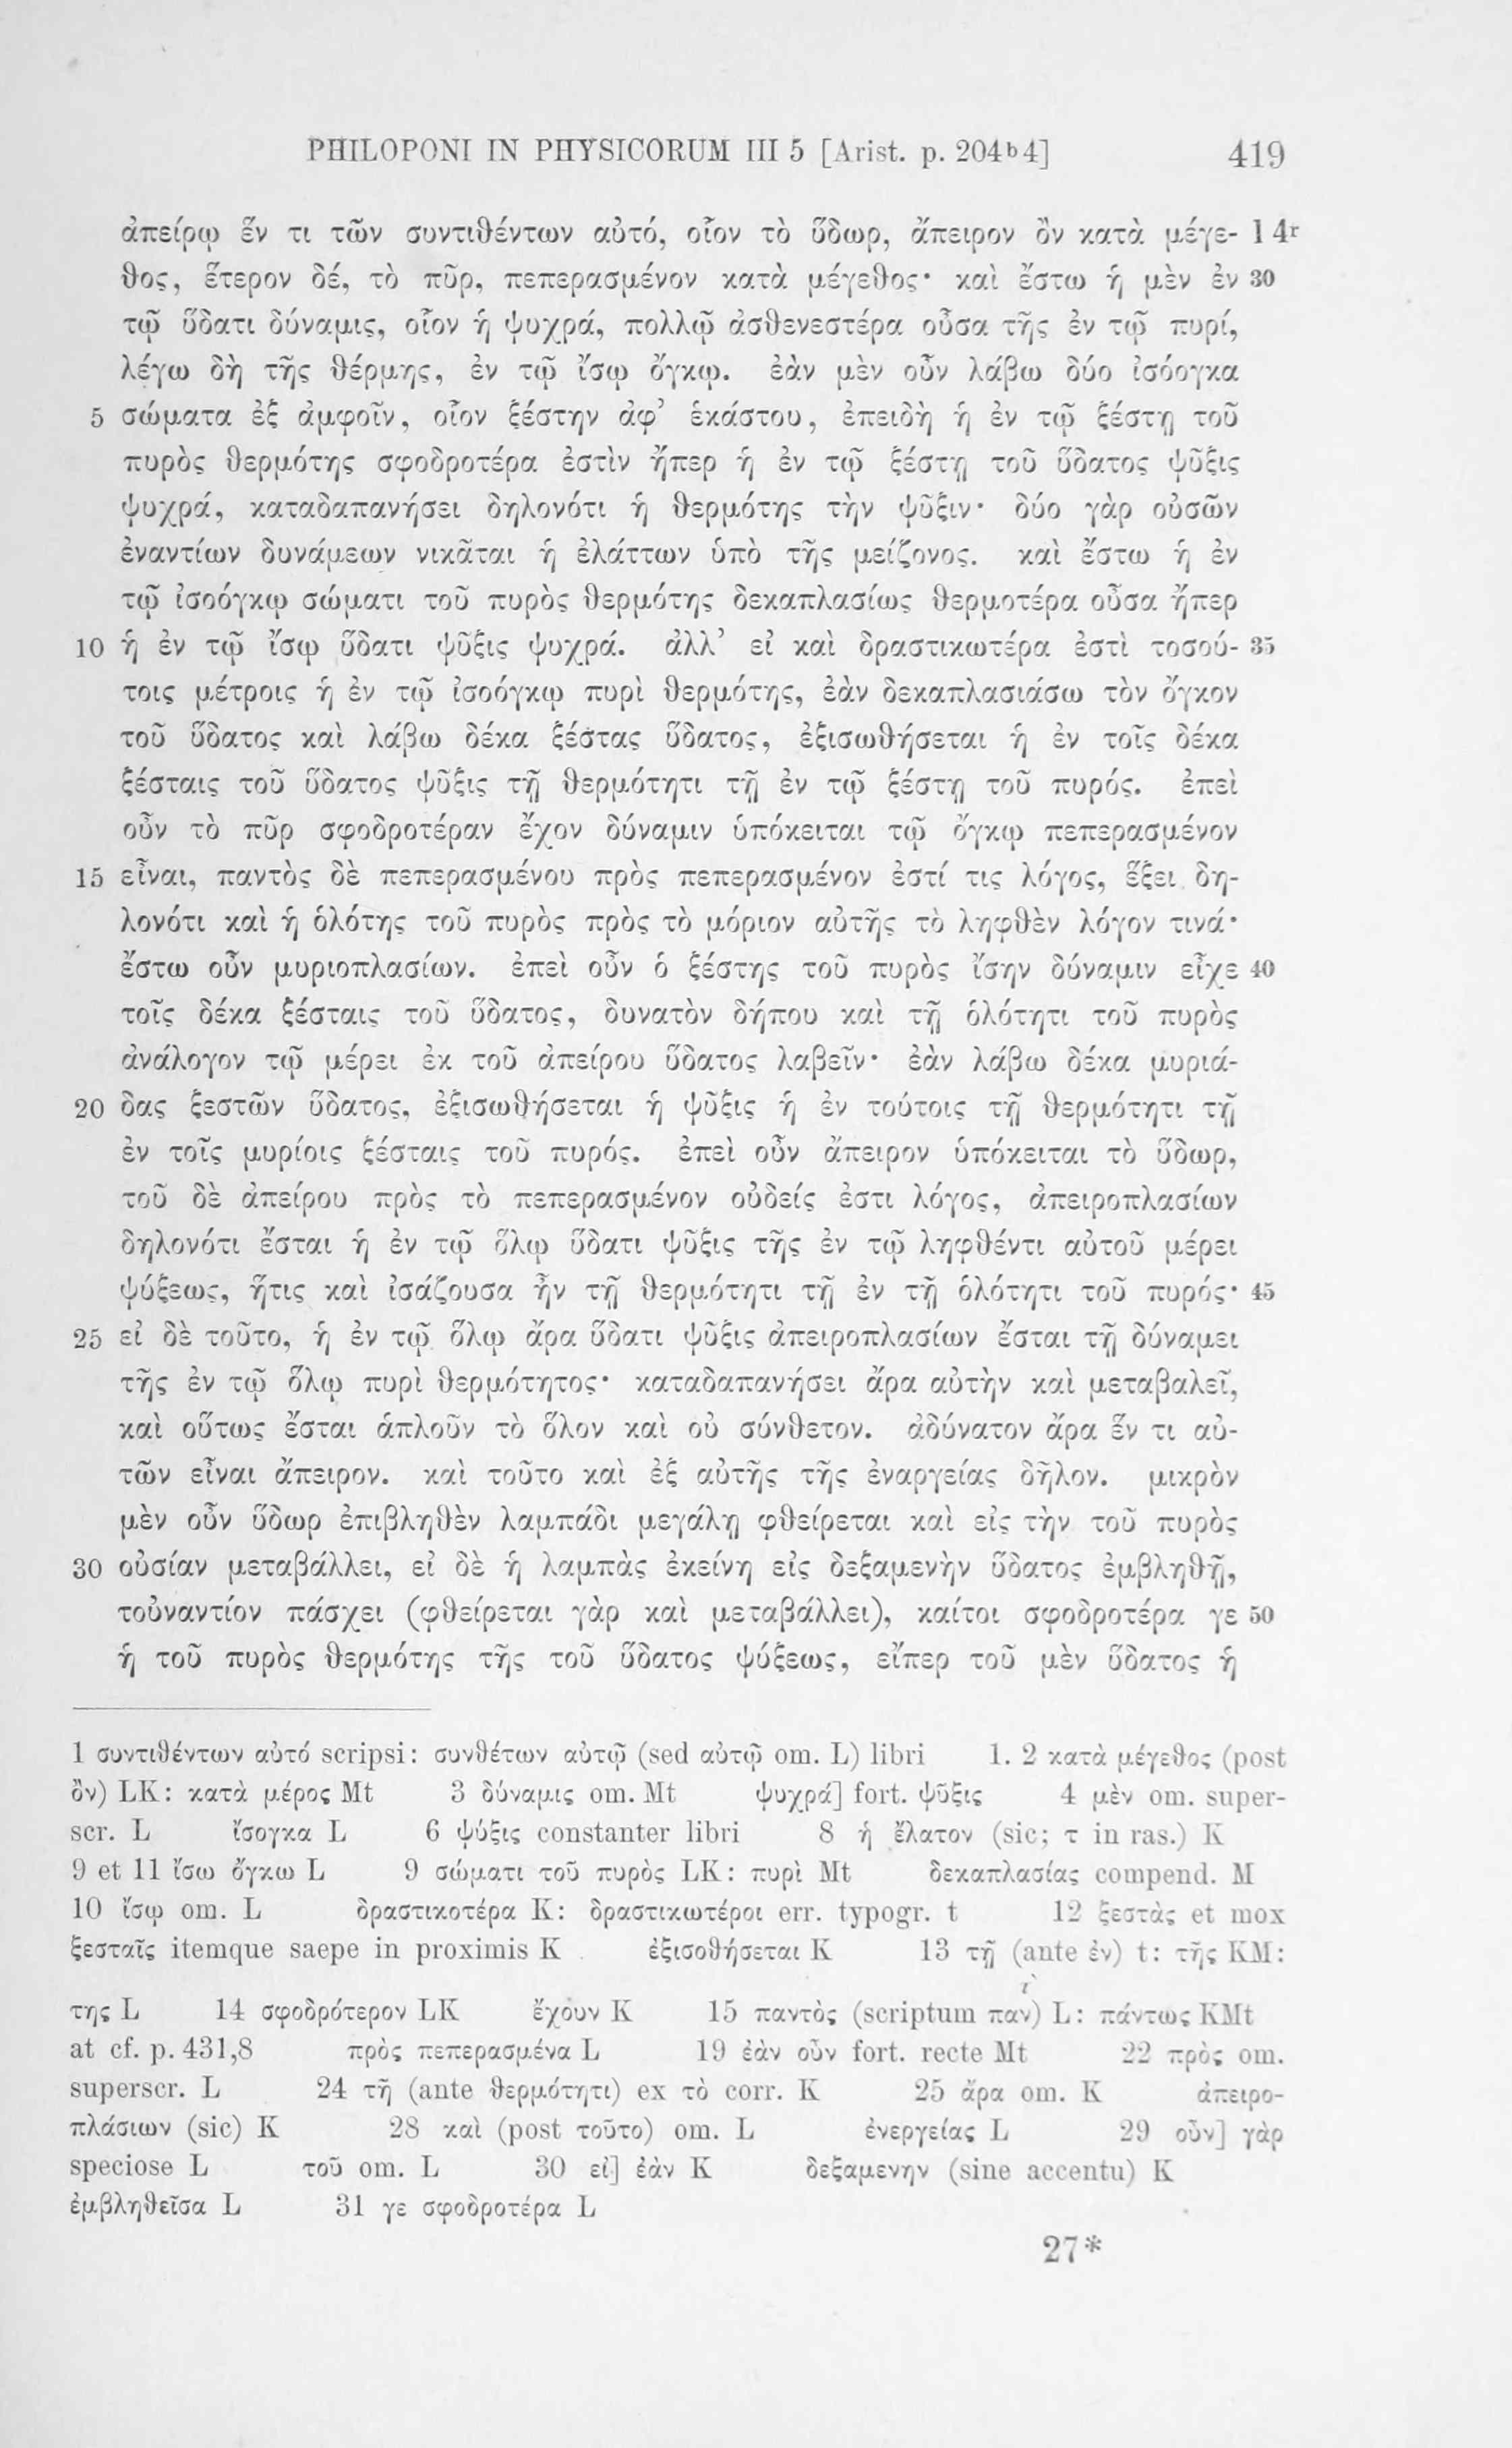 PHILOPONI IN PHYSICORUM III 5 [Arist. p. 204b4] 419
ἀπείρῳ ἕν τι τῶν συντιθέντων αὐτό, οἷον τὸ ὕδωρ, ἄπειρον ὂν κατὰ μέγε- 14r
θος, ἕτερον δέ, τὸ πῦρ, πεπερασμένον κατὰ μέγεθος· καὶ ἔστω ἡ μὲν ἐν 30
τῷ ὕδατι δύναμις, οἷον ἡ ψυχρά, πολλῷ ἀσθενεστέρα οὖσα τῆς ἐν τῷ πυρί,
λέγω δὴ τῆς θέρμης, ἐν τῷ ἴσῳ ὄγκῳ. ἐὰν μὲν οὖν λάβω δύο ἰσόογκα
5 σώματα ἐξ ἀμφοῖν, οἷον ξέστην ἀφ’ ἑκάστου, ἐπειδὴ ἡ ἐν τῷ ξέστῃ τοῦ
πυρὸς θερμότης σφοδροτέρα ἐστὶν ἤπερ ἡ ἐν τῷ ξέστῃ τοῦ ὕδατος ψῦξις
ψυχρά, καταδαπανήσει δηλονότι ἡ θερμότης τὴν ψῦξιν· δύο γὰρ οὐσῶν
ἐναντίων δυνάμεων νικᾶται ἡ ἐλάττων ὑπὸ τῆς μείζονος. καὶ ἔστω ἡ ἐν
τῷ ἰσοόγκῳ σώματι τοῦ πυρὸς θερμότης δεκαπλασίως θερμοτέρα οὖσα ἤπερ
10 ἡ ἐν τῷ ἴσῳ ὕδατι ψῦξις ψυχρά. ἀλλ’ εἰ καὶ δραστικωτέρα ἐστὶ τοσού- 35
τοις μέτροις ἡ ἐν τῷ ἰσοόγκῳ πυρὶ θερμότης, ἐὰν δεκαπλασιάσω τὸν ὄγκον
τοῦ ὕδατος καὶ λάβω δέκα ξέστας ὕδατος, ἐξισωθήσεται ἡ ἐν τοῖς δέκα
ξέσταις τοῦ ὕδατος ψῦξις τῇ θερμότητι τῇ ἐν τῷ ξέστῃ τοῦ πυρός. ἐπεὶ
οὖν τὸ πῦρ σφοδροτέραν ἔχον δύναμιν ὑπόκειται τῷ ὄγκῳ πεπερασμένον
15 εἶναι, παντὸς δὲ πεπερασμένου πρὸς πεπερασμένον ἐστί τις λόγος, ἕξει δη-
λονότι καὶ ἡ ὁλότης τοῦ πυρὸς πρὸς τὸ μόριον αὐτῆς τὸ ληφθὲν λόγον τινά·
ἔστω οὖν μυριοπλασίων. ἐπεὶ οὖν ὁ ξέστης τοῦ πυρὸς ἴσην δύναμιν εἶχε 40
τοῖς δέκα ξέσταις τοῦ ὕδατος, δυνατὸν δήπου καὶ τῇ ὁλότητι τοῦ πυρὸς
ἀνάλογον τῷ μέρει ἐκ τοῦ ἀπείρου ὕδατος λαβεῖν· ἐὰν λάβω δέκα μυριά-
20 δας ξεστῶν ὕδατος, ἐξισωθήσεται ἡ ψῦξις ἡ ἐν τούτοις τῇ θερμότητι τῇ
ἐν τοῖς μυρίοις ξέσταις τοῦ πυρός. ἐπεὶ οὖν ἄπειρον ὑπόκειται τὸ ὕδωρ,
τοῦ δὲ ἀπείρου πρὸς τὸ πεπερασμένον οὐδείς ἐστι λόγος, ἀπειροπλασίων
δηλονότι ἔσται ἡ ἐν τῷ ὅλῳ ὕδατι ψῦξις τῆς ἐν τῷ ληφθέντι αὐτοῦ μέρει
ψύξεως, ἥτις καὶ ἰσάζουσα ἦν τῇ θερμότητι τῇ ἐν τῇ ὁλότητι τοῦ πυρός· 45
25 εἰ δὲ τοῦτο, ἡ ἐν τῷ ὅλῳ ἄρα ὕδατι ψῦξις ἀπειροπλασίων ἔσται τῇ δύναμει
τῆς ἐν τῷ ὅλῳ πυρὶ θερμότητος· καταδαπανήσει ἄρα αὐτὴν καὶ μεταβαλεῖ,
καὶ οὕτως ἔσται ἁπλοῦν τὸ ὅλον καὶ οὐ σύνθετον. ἀδύνατον ἄρα ἕν τι αὐ-
τῶν εἶναι ἄπειρον. καὶ τοῦτο καὶ ἐξ αὐτῆς τῆς ἐναργείας δῆλον. μικρὸν
μὲν οὖν ὕδωρ ἐπιβληθὲν λαμπάδι μεγάλῃ φθείρεται καὶ εἰς τὴν τοῦ πυρὸς
30 οὐσίαν μεταβάλλει, εἰ δὲ ἡ λαμπὰς ἐκείνη εἰς δεξαμενὴν ὕδατος ἐμβληθῇ,
τοὐναντίον πάσχει (φθείρεται γὰρ καὶ μεταβάλλει), καίτοι σφοδροτέρα γε 50
ἡ τοῦ πυρὸς θερμότης τῆς τοῦ ὕδατος ψύξεως, εἴπερ τοῦ μὲν ὕδατος ἡ
1 συντιθέντων αὐτό scripsi: συνθέτων αὐτῷ (sed αὐτῷ om. L) libri 1. 2 κατὰ μέγεθος (post
ὂν) LK: κατὰ μέρος Mt 3 δύναμις om. Mt ψυχρά] fort. ψῦξις 4 μὲν om. super-
scr. L ἴσογκα L 6 ψύξις constanter libri 8 ἡ ἔλατον (sic; τ in ras.) K
9 et 11 ἴσω ὄγκω L 9 σώματι τοῦ πυρὸς LK: πυρὶ Mt δεκαπλασίας compend. M
10 ἴσῳ om. L δραστικοτέρα K: δραστικωτέροι err. typogr. t 12 ξεστὰς et mox
ξεσταῖς itemque saepe in proximis K ἐξισοθήσεται K 13 τῇ (ante ἐν) t: τῆς KM:
της L 14 σφοδρότερον LK ἔχουν K 15 παντὸς (scriptum παν) L: πάντως KMt
at cf. p. 431,8 πρὸς πεπερασμένα L 19 ἐὰν οὖν fort. recte Mt 22 πρὸς om.
superscr. L 24 τῇ (ante θερμότητι) ex τὸ corr. K 25 ἄρα om. K ἀπειρο-
πλάσιων (sic) K 28 καὶ (post τοῦτο) om. L ἐνεργείας L 29 οὖν] γὰρ
speciose L τοῦ om. L 30 εἰ] ἐὰν K δεξαμενην (sine accentu) K
ἐμβληθεῖσα L 31 γε σφοδροτέρα L
27*